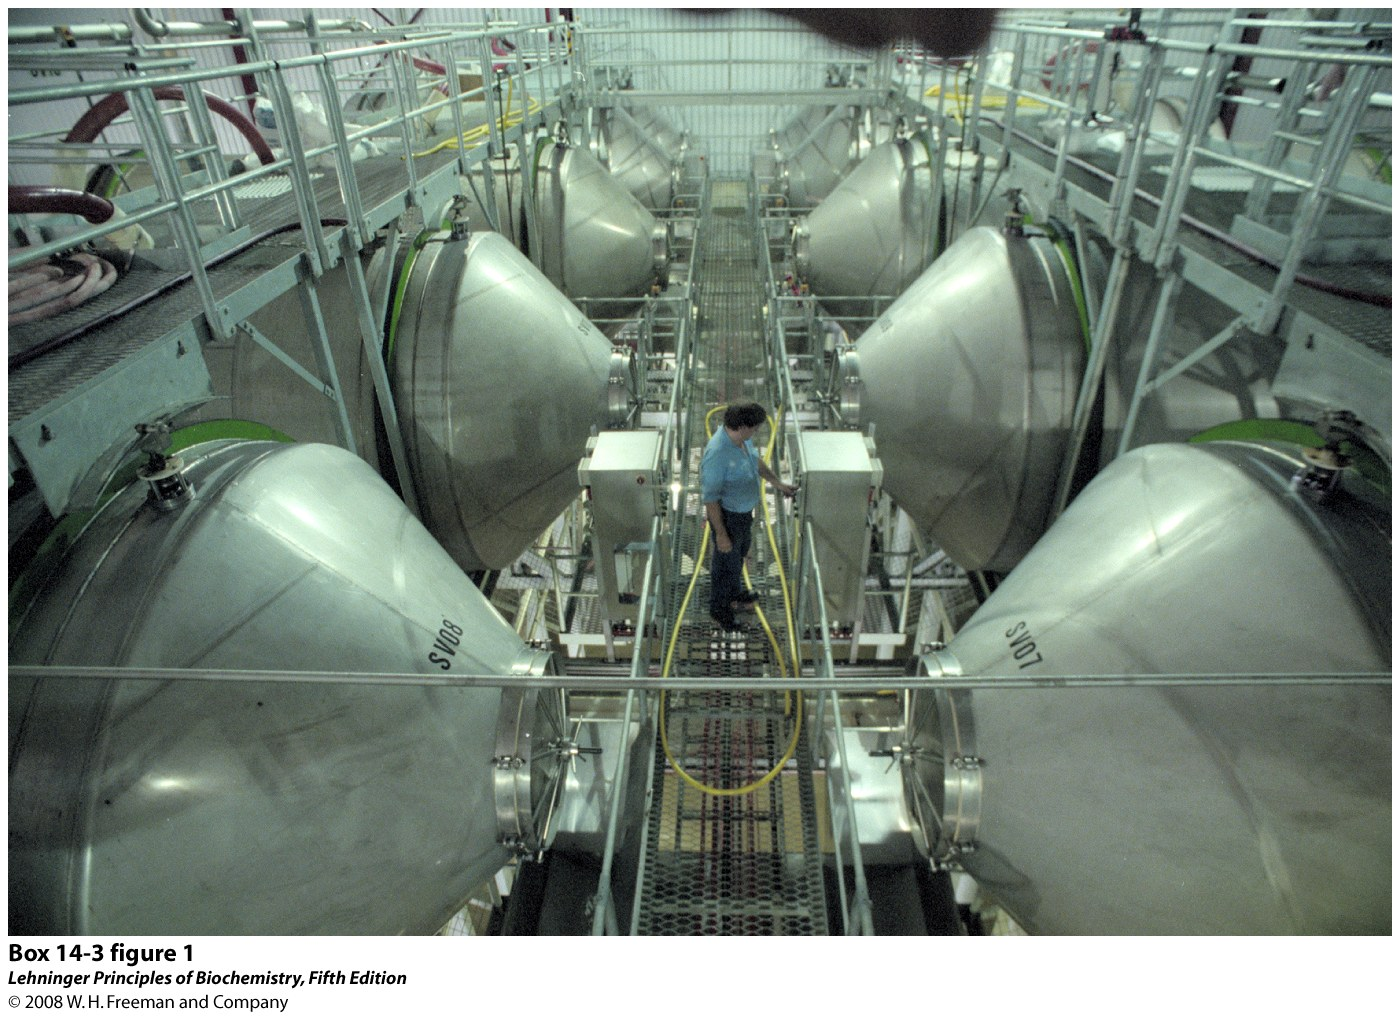 SV08
SV07
Box 14-3 figure 1
Lehninger Principles of Biochemistry, Fifth Edition
© 2008 W. H. Freeman and Company